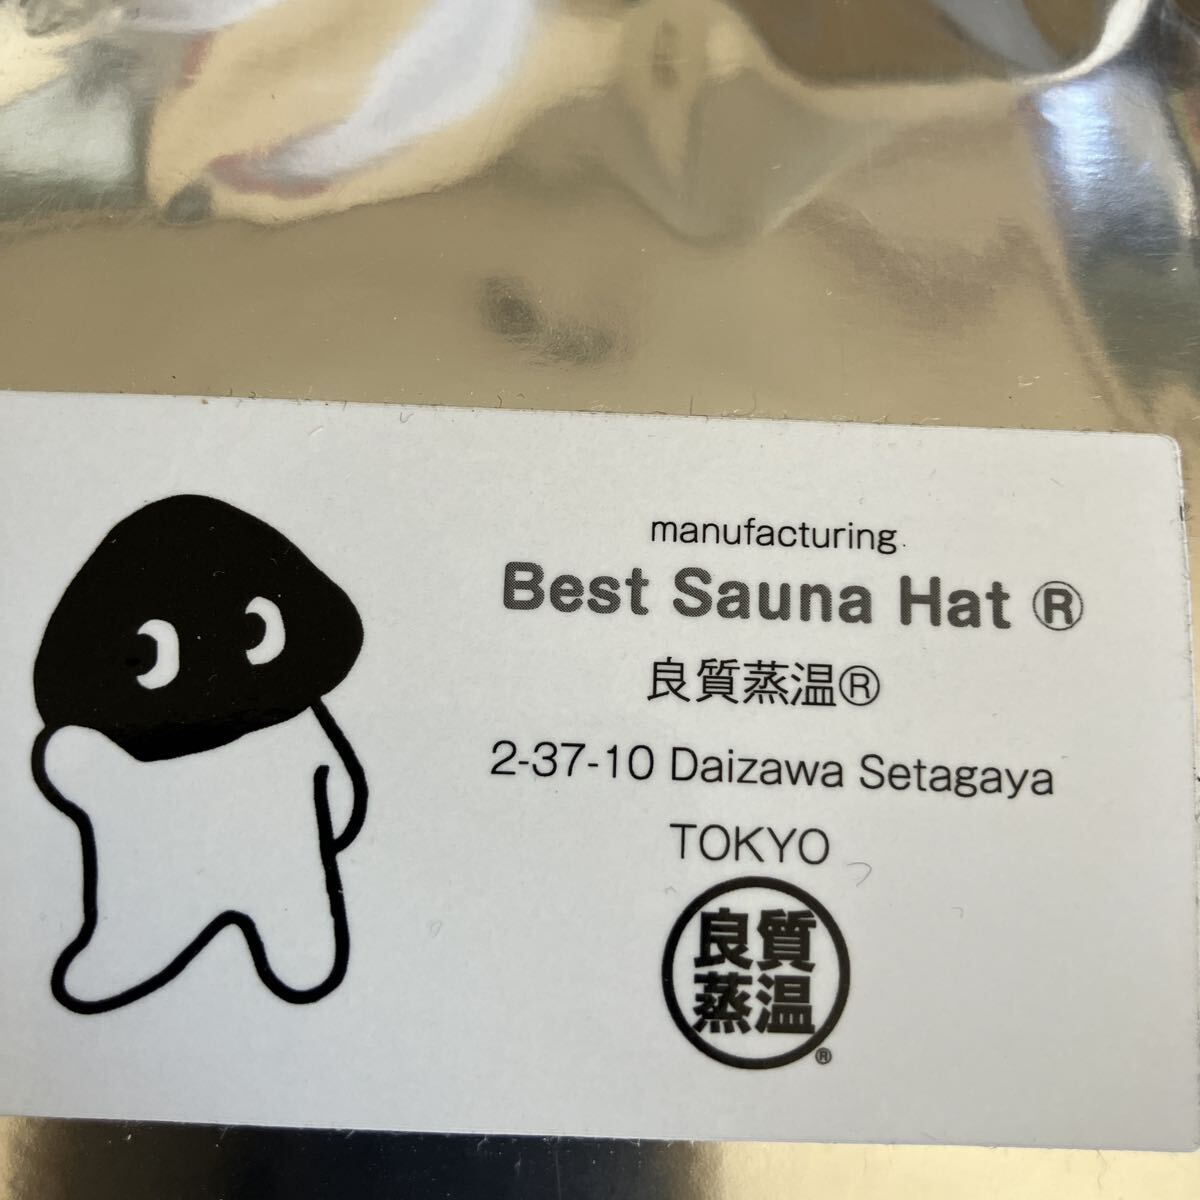 manufacturing
Best Sauna Hat ®
良質蒸温®
2-37-10 Daizawa Setagaya
TOKYO
良質
蒸温
®